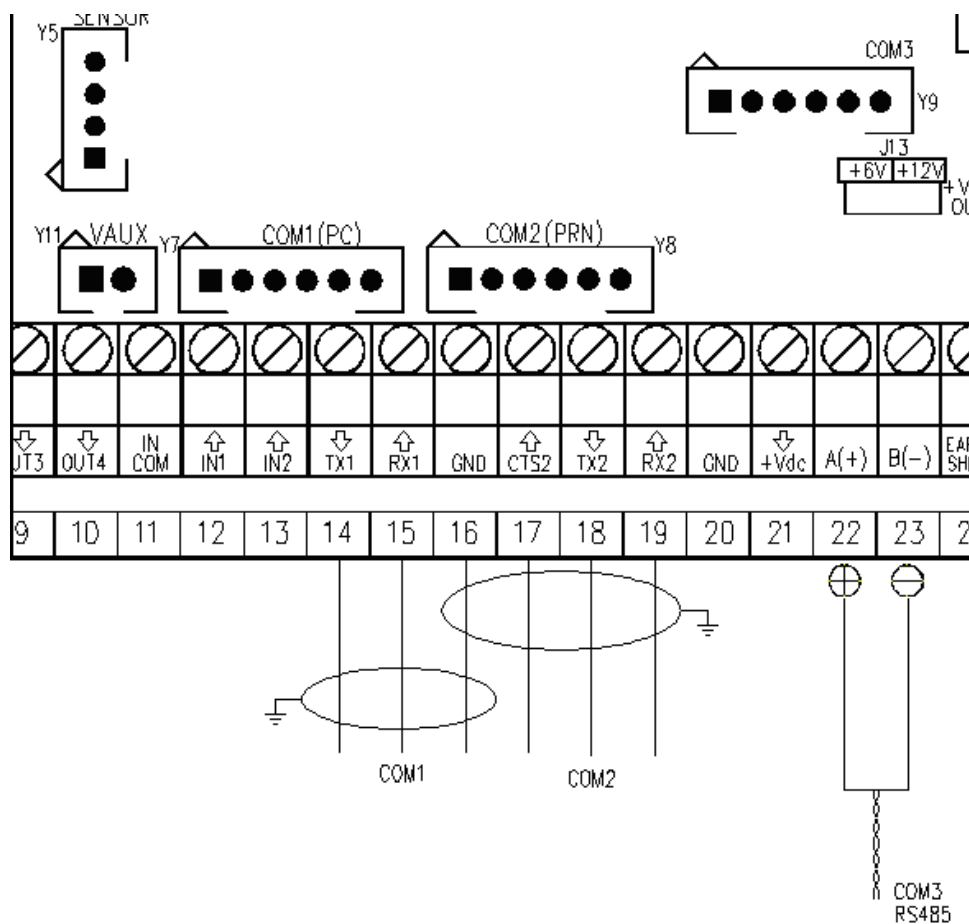 SENSOR
Y5
COM3
Y9
J13
+6V +12V
Y11 VAUX Y7 COM1(PC) COM2(PRN) Y8
OUT4 IN COM IN1 IN2 TX1 RX1 GND CTS2 TX2 RX2 GND +Vdc A(+) B(-)
9 10 11 12 13 14 15 16 17 18 19 20 21 22 23 2
COM1 COM2
COM3
RS485